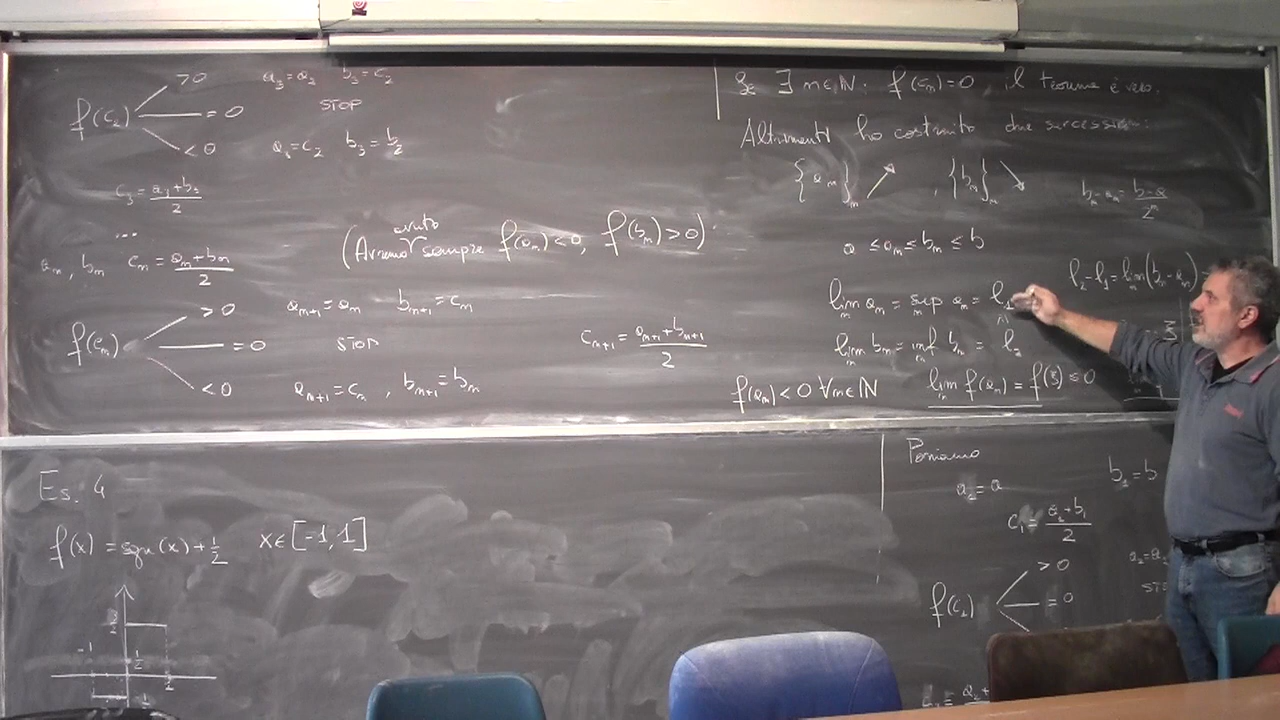 f(c₂) > 0 a₃ = a₂ b₃ = c₂
= 0 STOP
< 0 a₃ = c₂ b₃ = b₂
c₃ = (a₃ + b₃)/2
...
aₙ, bₙ cₙ = (aₙ + bₙ)/2
avuto
(Avremo sempre f(aₙ) < 0, f(bₙ) > 0)
f(cₙ) > 0 aₙ₊₁ = aₙ bₙ₊₁ = cₙ
= 0 STOP
< 0 aₙ₊₁ = cₙ, bₙ₊₁ = bₙ
cₙ₊₁ = (aₙ₊₁ + bₙ₊₁)/2
Se ∃ n ∈ ℕ: f(cₙ) = 0, il teorema è vero.
Altrimenti ho costruito due successioni:
{aₙ}ₙ ↗, {bₙ}ₙ ↘ bₙ - aₙ = (b - a)/2ⁿ
a ≤ aₙ ≤ bₙ ≤ b
l₂ - l₁ = lim (bₙ - aₙ) =
lim aₙ = sup aₙ = l₁
lim bₙ = inf bₙ = l₂
f(aₙ) < 0 ∀n ∈ ℕ lim f(aₙ) = f(ξ) ≤ 0
Es. 4
f(x) = sgn(x) + 1/2 x ∈ [-1, 1]
3/2
-1 1/2
Poniamo
b₁ = b
c₁ = (a₁ + b₁)/2
f(c₁) > 0
= 0